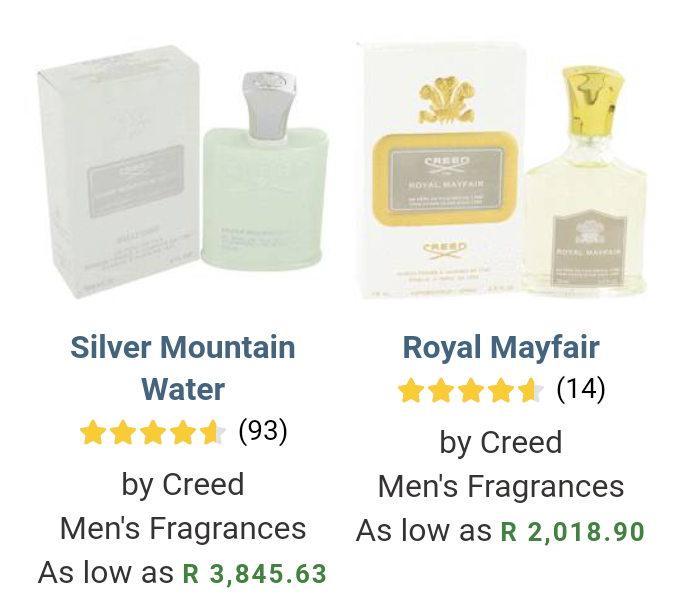 CREED
CREED
ROYAL MAYFAIR
CREED
ROYAL MAYFAIR
Silver Mountain
Water
(93)
by Creed
Men's Fragrances
As low as R 3,845.63
Royal Mayfair
(14)
by Creed
Men's Fragrances
As low as R 2,018.90